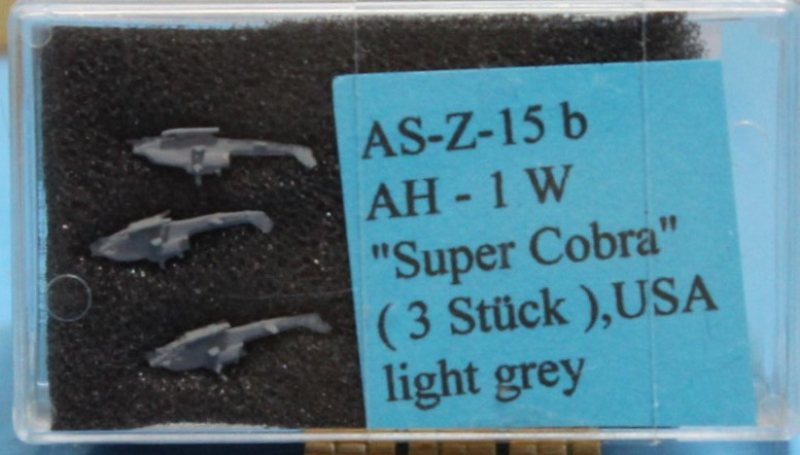 AS-Z-15 b
AH - 1 W
"Super Cobra"
( 3 Stück ),USA
light grey